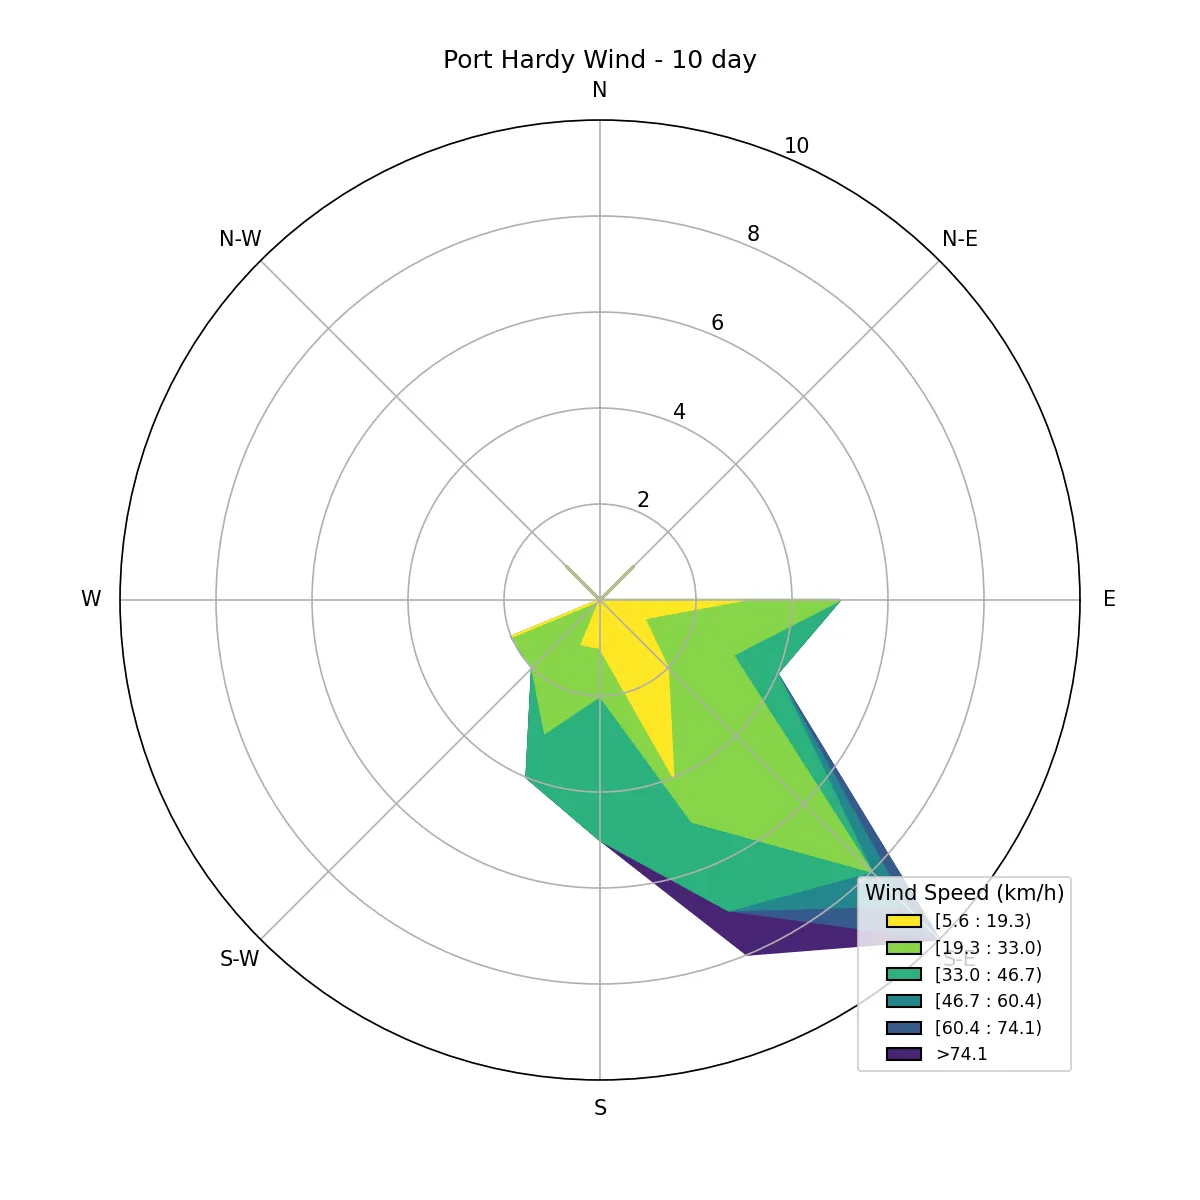 Port Hardy Wind - 10 day
N
10
N-W
8
N-E
6
4
2
W
E
Wind Speed (km/h)
[5.6 : 19.3)
[19.3 : 33.0)
S-W
S-E
[33.0 : 46.7)
[46.7 : 60.4)
[60.4 : 74.1)
>74.1
S